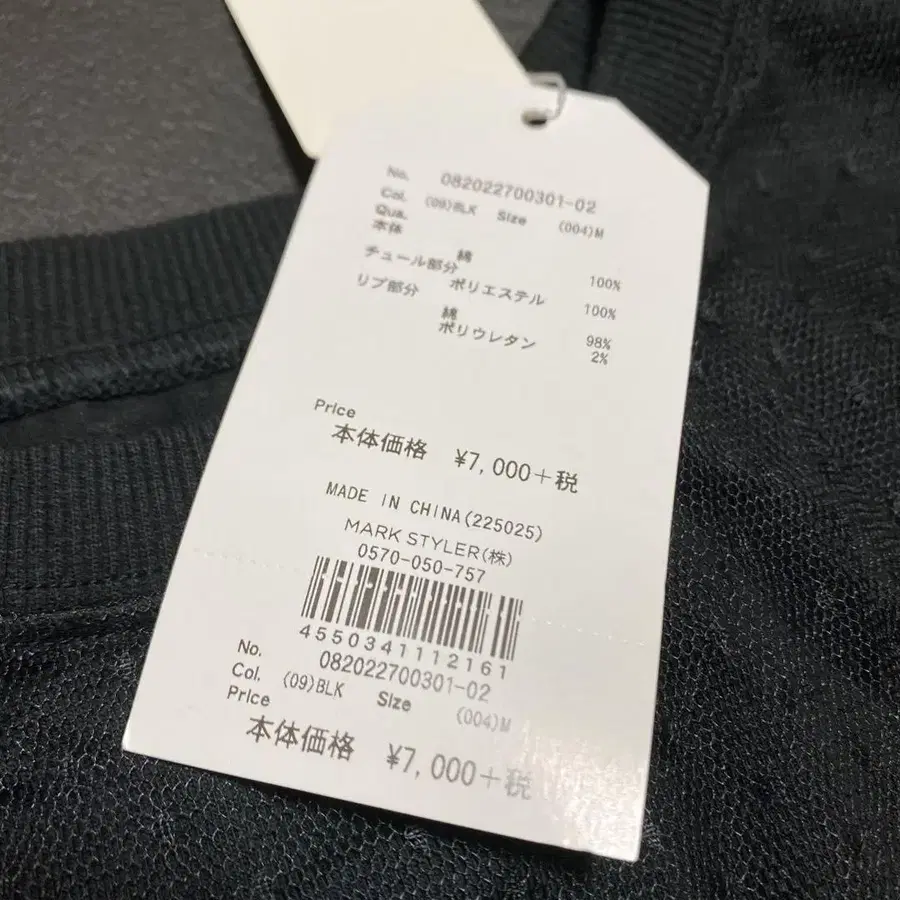 No. 082022700301-02
Col. (09)BLK Size (004)M
Qua.
本体 綿 100%
チュール部分 ポリエステル 100%
リブ部分 綿 98%
ポリウレタン 2%
Price
本体価格 ¥7,000+税
MADE IN CHINA(225025)
MARK STYLER(株)
0570-050-757
4550341112161
No. 082022700301-02
Col. (09)BLK Size (004)M
Price
本体価格 ¥7,000+税